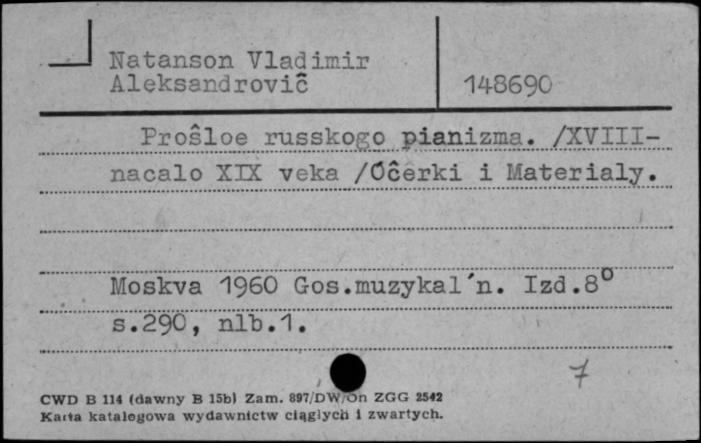 Natanson Vladimir
Aleksandrovič
148690
Prošloe russkogo pianizma. /XVIII-
nacalo XIX veka /Očerki i Materialy.
Moskva 1960 Gos.muzykal'n. Izd.8°
s.290, nlb.1.
7
CWD B 114 (dawny B 15b) Zam. 897/DW/On ZGG 2542
Karta katalogowa wydawnictw ciągłych i zwartych.